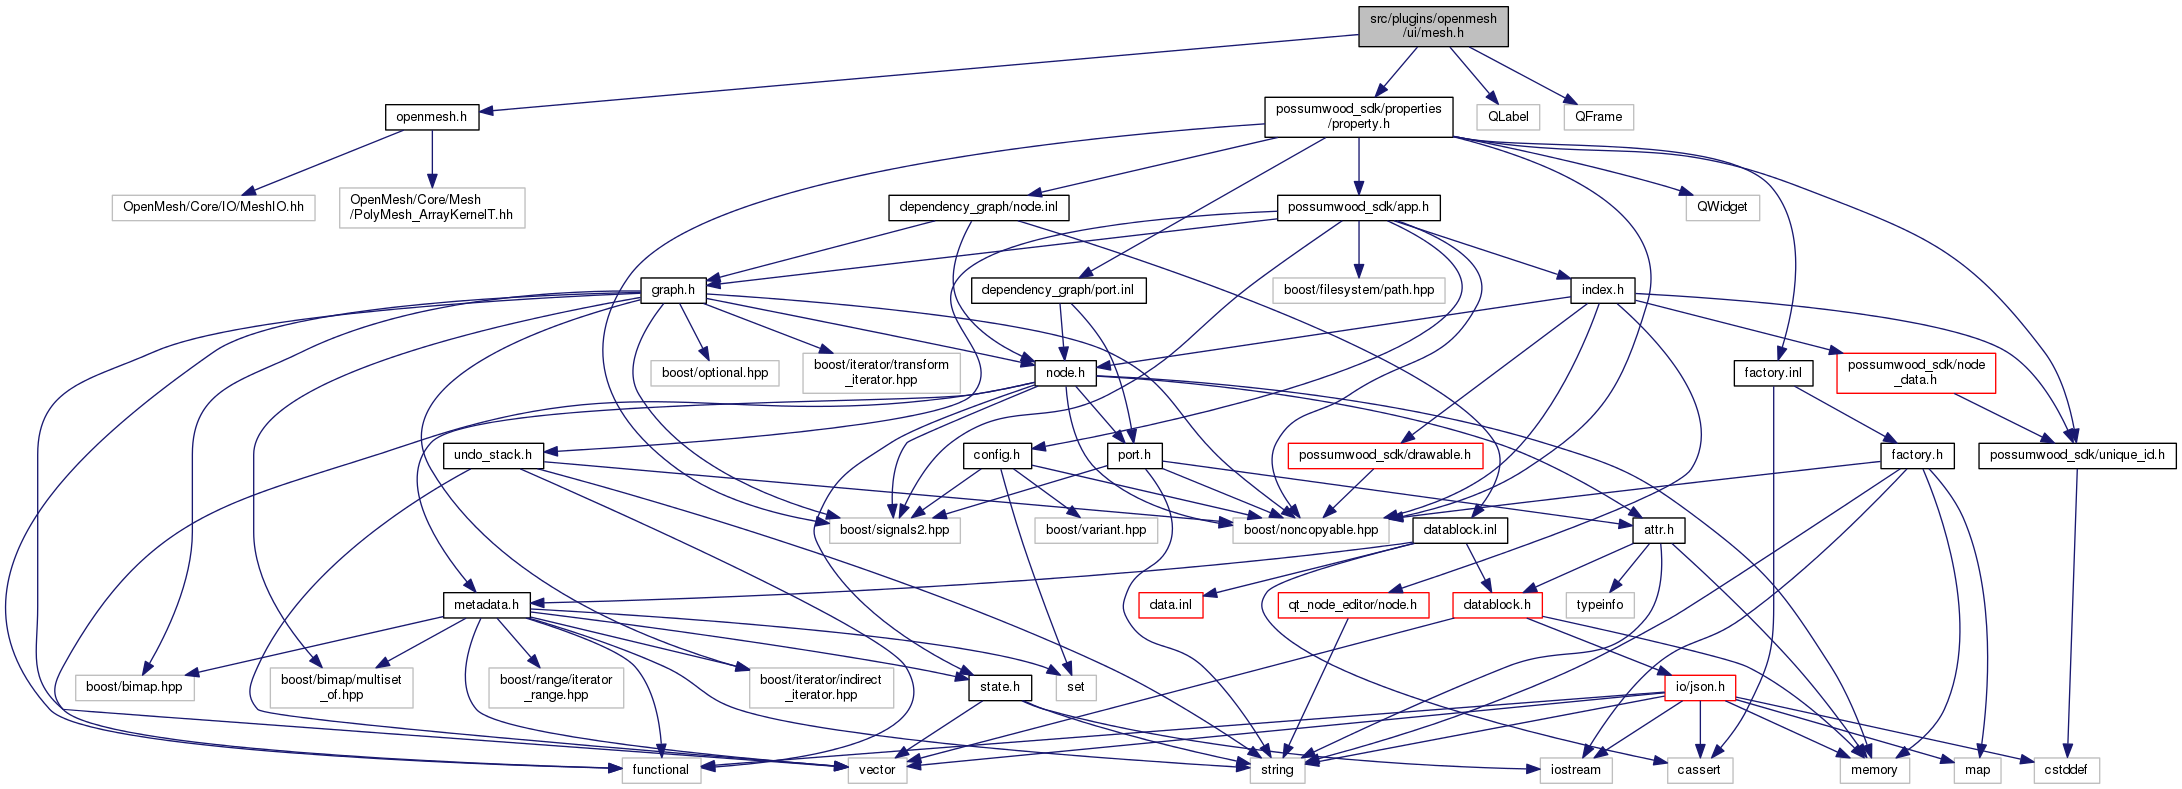 src/plugins/openmesh
/ui/mesh.h
openmesh.h
possumwood_sdk/properties
/property.h
QLabel
QFrame
OpenMesh/Core/IO/MeshIO.hh
OpenMesh/Core/Mesh
/PolyMesh_ArrayKernelT.hh
dependency_graph/node.inl
possumwood_sdk/app.h
QWidget
graph.h
dependency_graph/port.inl
boost/filesystem/path.hpp
index.h
boost/optional.hpp
boost/iterator/transform
_iterator.hpp
node.h
factory.inl
possumwood_sdk/node
_data.h
undo_stack.h
config.h
port.h
possumwood_sdk/drawable.h
factory.h
possumwood_sdk/unique_id.h
boost/signals2.hpp
boost/variant.hpp
boost/noncopyable.hpp
datablock.inl
attr.h
metadata.h
data.inl
qt_node_editor/node.h
datablock.h
typeinfo
boost/bimap.hpp
boost/bimap/multiset
_of.hpp
boost/range/iterator
_range.hpp
boost/iterator/indirect
_iterator.hpp
state.h
set
io/json.h
functional
vector
string
iostream
cassert
memory
map
cstddef